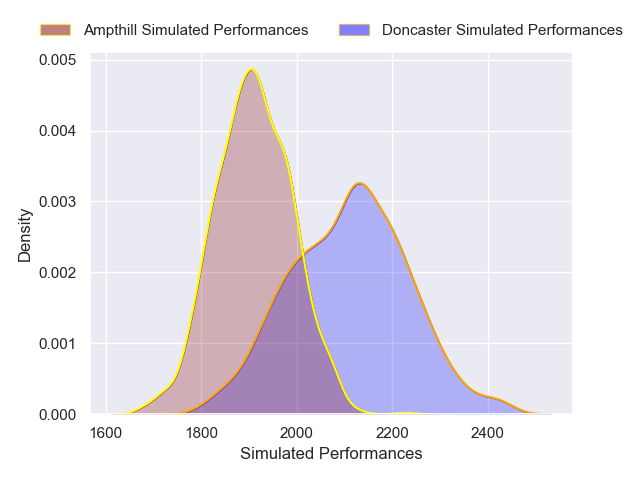 Ampthill Simulated Performances Doncaster Simulated Performances
0.005
0.004
0.003
0.002
0.001
0.000
Density
1600 1800 2000 2200 2400
Simulated Performances